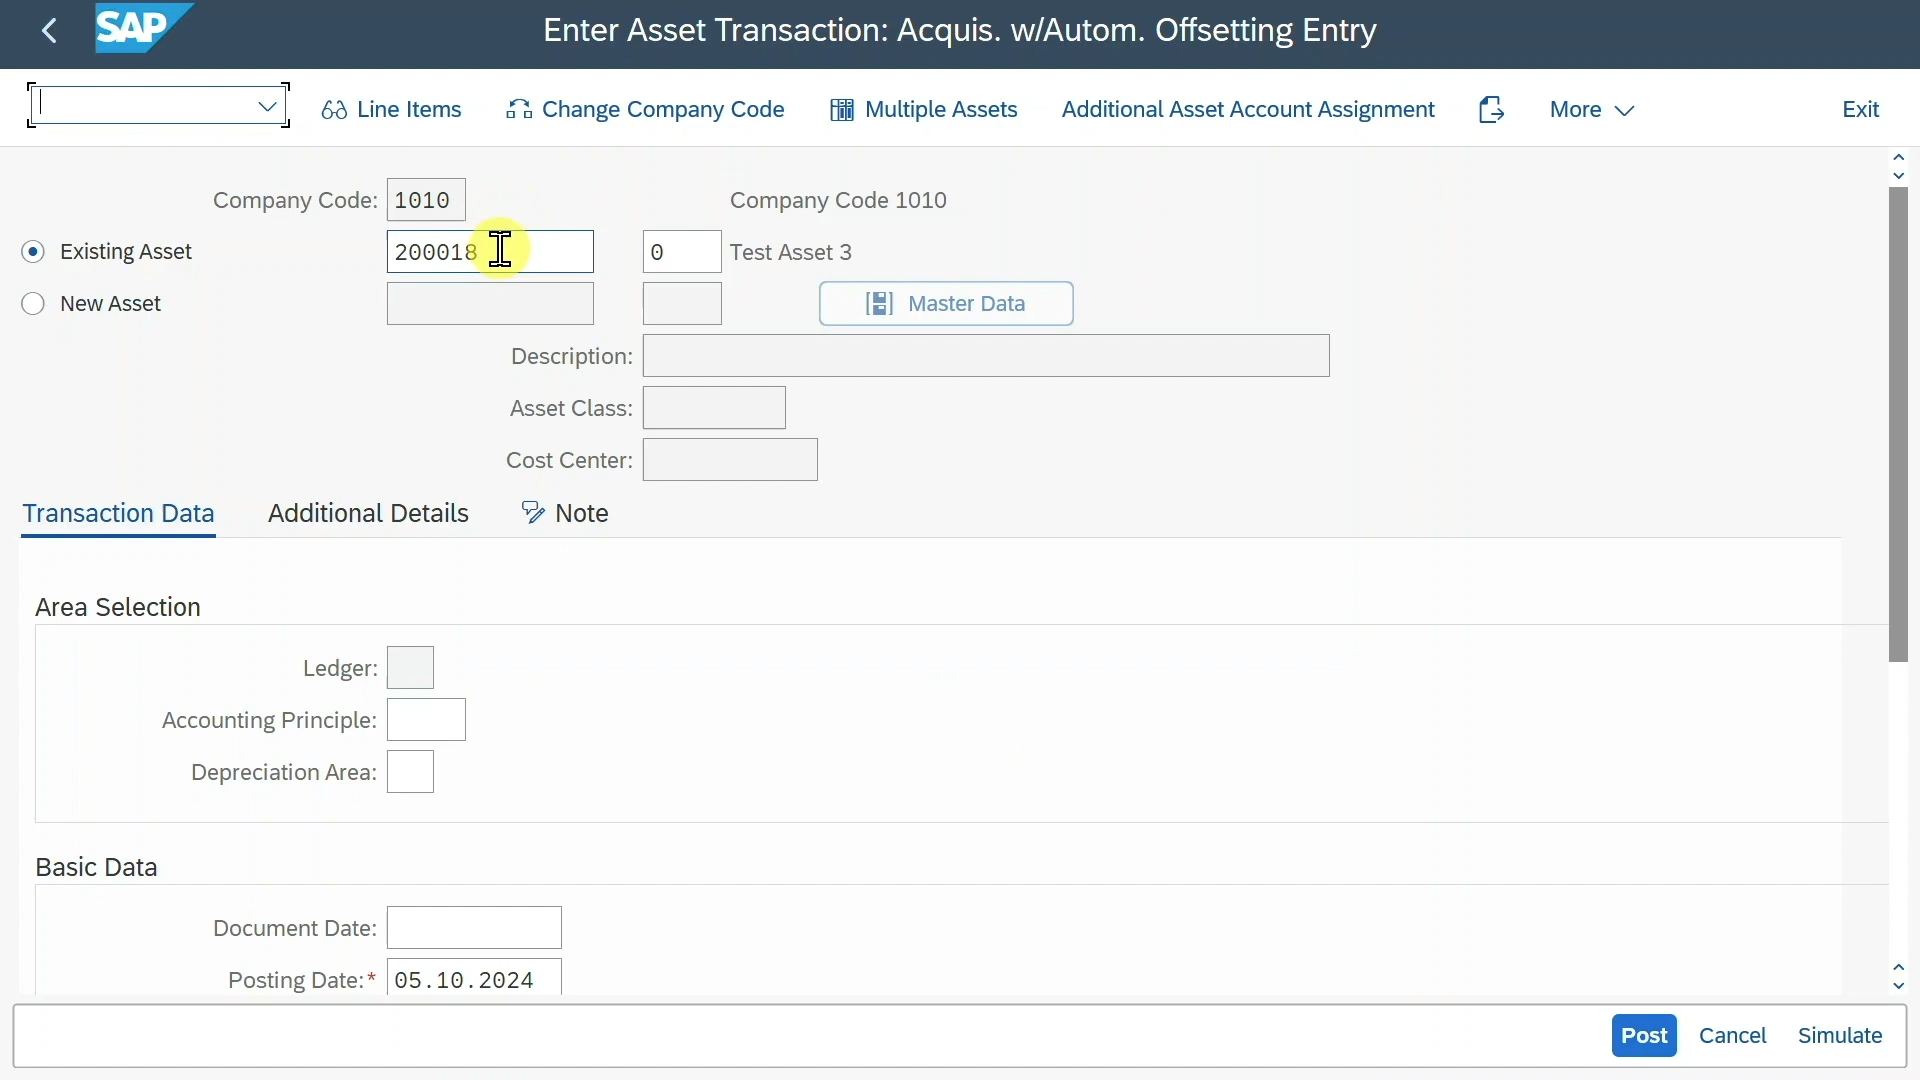 SAP
Enter Asset Transaction: Acquis. w/Autom. Offsetting Entry
Line Items Change Company Code Multiple Assets Additional Asset Account Assignment More Exit
Company Code: 1010 Company Code 1010
Existing Asset 200018 0 Test Asset 3
New Asset Master Data
Description:
Asset Class:
Cost Center:
Transaction Data Additional Details Note
Area Selection
Ledger:
Accounting Principle:
Depreciation Area:
Basic Data
Document Date:
Posting Date:* 05.10.2024
Post Cancel Simulate